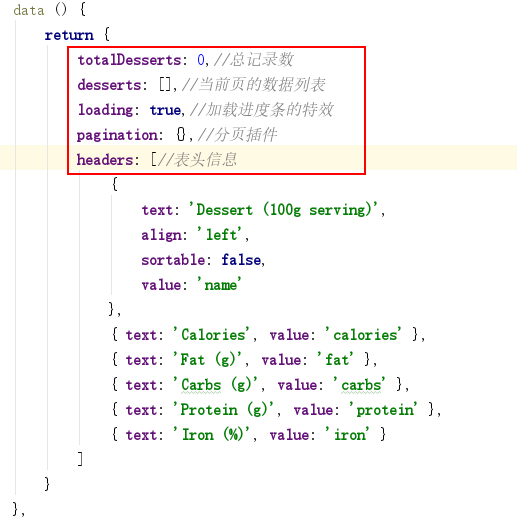 data () {
return {
totalDesserts: 0,//总记录数
desserts: [],//当前页的数据列表
loading: true,//加载进度条的特效
pagination: {},//分页插件
headers: [//表头信息
{
text: 'Dessert (100g serving)',
align: 'left',
sortable: false,
value: 'name'
},
{ text: 'Calories', value: 'calories' },
{ text: 'Fat (g)', value: 'fat' },
{ text: 'Carbs (g)', value: 'carbs' },
{ text: 'Protein (g)', value: 'protein' },
{ text: 'Iron (%)', value: 'iron' }
]
}
},